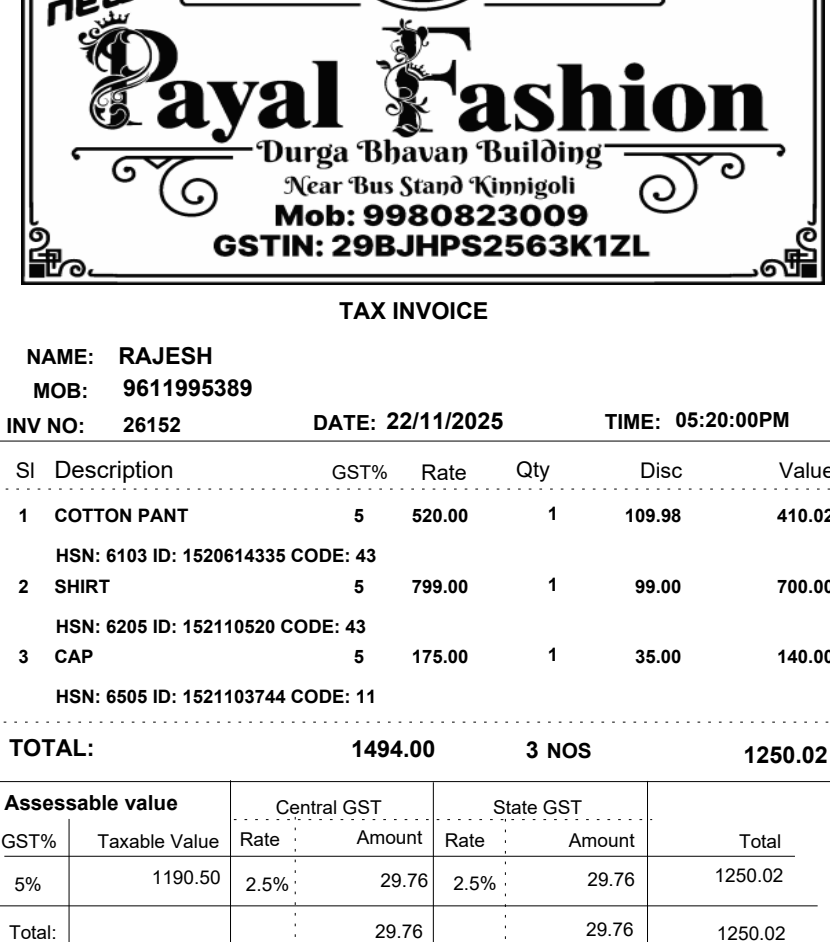 new
Payal Fashion
Durga Bhavan Building
Near Bus Stand Kinnigoli
Mob: 9980823009
GSTIN: 29BJHPS2563K1ZL
TAX INVOICE
NAME: RAJESH
MOB: 9611995389
INV NO: 26152 DATE: 22/11/2025 TIME: 05:20:00PM
Sl Description GST% Rate Qty Disc Value
1 COTTON PANT 5 520.00 1 109.98 410.02
HSN: 6103 ID: 1520614335 CODE: 43
2 SHIRT 5 799.00 1 99.00 700.00
HSN: 6205 ID: 152110520 CODE: 43
3 CAP 5 175.00 1 35.00 140.00
HSN: 6505 ID: 1521103744 CODE: 11
TOTAL: 1494.00 3 NOS 1250.02
Assessable value Central GST State GST
GST% Taxable Value Rate Amount Rate Amount Total
5% 1190.50 2.5% 29.76 2.5% 29.76 1250.02
Total: 29.76 29.76 1250.02